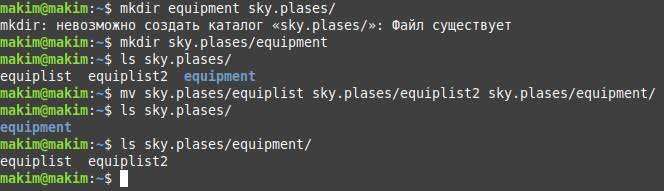 makim@makim:~$ mkdir equipment sky.plases/
mkdir: невозможно создать каталог «sky.plases/»: Файл существует
makim@makim:~$ mkdir sky.plases/equipment
makim@makim:~$ ls sky.plases/
equiplist  equiplist2  equipment
makim@makim:~$ mv sky.plases/equiplist sky.plases/equiplist2 sky.plases/equipment/
makim@makim:~$ ls sky.plases/
equipment
makim@makim:~$ ls sky.plases/equipment/
equiplist  equiplist2
makim@makim:~$